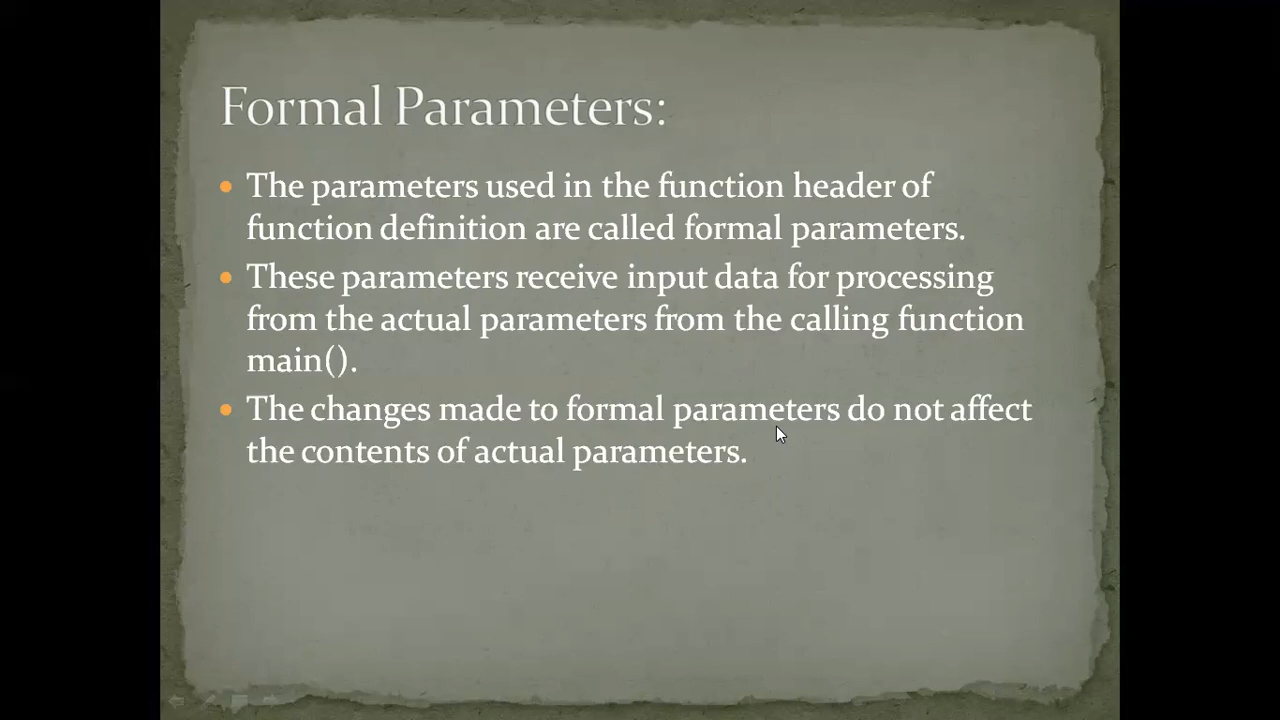 Formal Parameters:
The parameters used in the function header of
function definition are called formal parameters.
These parameters receive input data for processing
from the actual parameters from the calling function
main().
The changes made to formal parameters do not affect
the contents of actual parameters.